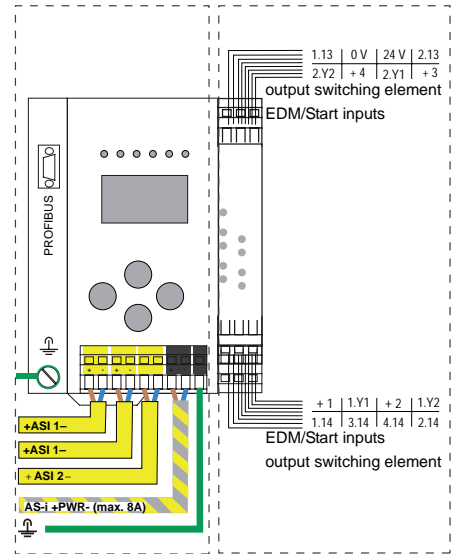 1.13 | 0 V | 24 V | 2.13
2.Y2 | + 4 | 2.Y1 | + 3
output switching element
EDM/Start inputs
PROFIBUS
+ - + -
+ 1 | 1.Y1 | + 2 | 1.Y2
1.14 | 3.14 | 4.14 | 2.14
EDM/Start inputs
output switching element
+ASI 1–
+ASI 1–
+ ASI 2–
AS-i +PWR- (max. 8A)